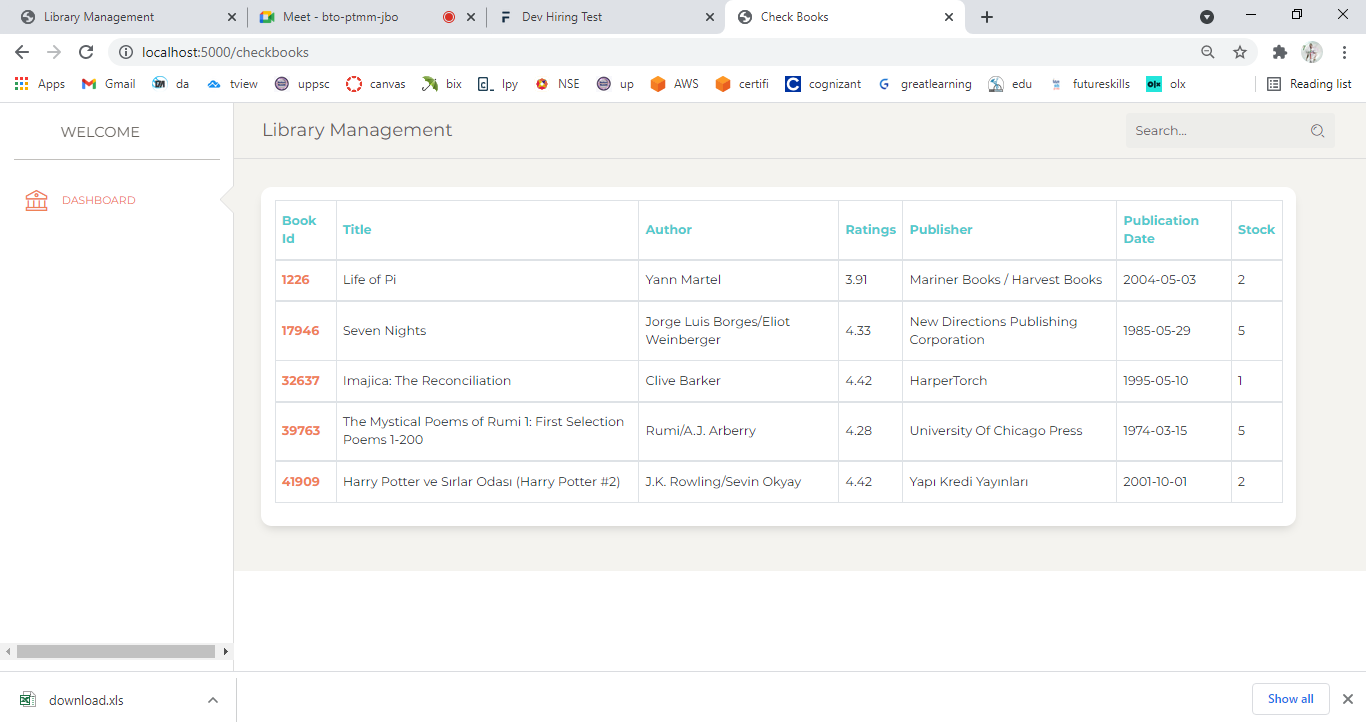 Library Management
Meet - bto-ptmm-jbo
Dev Hiring Test
Check Books
localhost:5000/checkbooks
Apps
Gmail
da
tview
uppsc
canvas
bix
lpy
NSE
up
AWS
certifi
cognizant
greatlearning
edu
futureskills
olx
Reading list
WELCOME
DASHBOARD
Library Management
Search...
Book Id Title Author Ratings Publisher Publication Date Stock
1226 Life of Pi Yann Martel 3.91 Mariner Books / Harvest Books 2004-05-03 2
17946 Seven Nights Jorge Luis Borges/Eliot Weinberger 4.33 New Directions Publishing Corporation 1985-05-29 5
32637 Imajica: The Reconciliation Clive Barker 4.42 HarperTorch 1995-05-10 1
39763 The Mystical Poems of Rumi 1: First Selection Poems 1-200 Rumi/A.J. Arberry 4.28 University Of Chicago Press 1974-03-15 5
41909 Harry Potter ve Sırlar Odası (Harry Potter #2) J.K. Rowling/Sevin Okyay 4.42 Yapı Kredi Yayınları 2001-10-01 2
download.xls
Show all